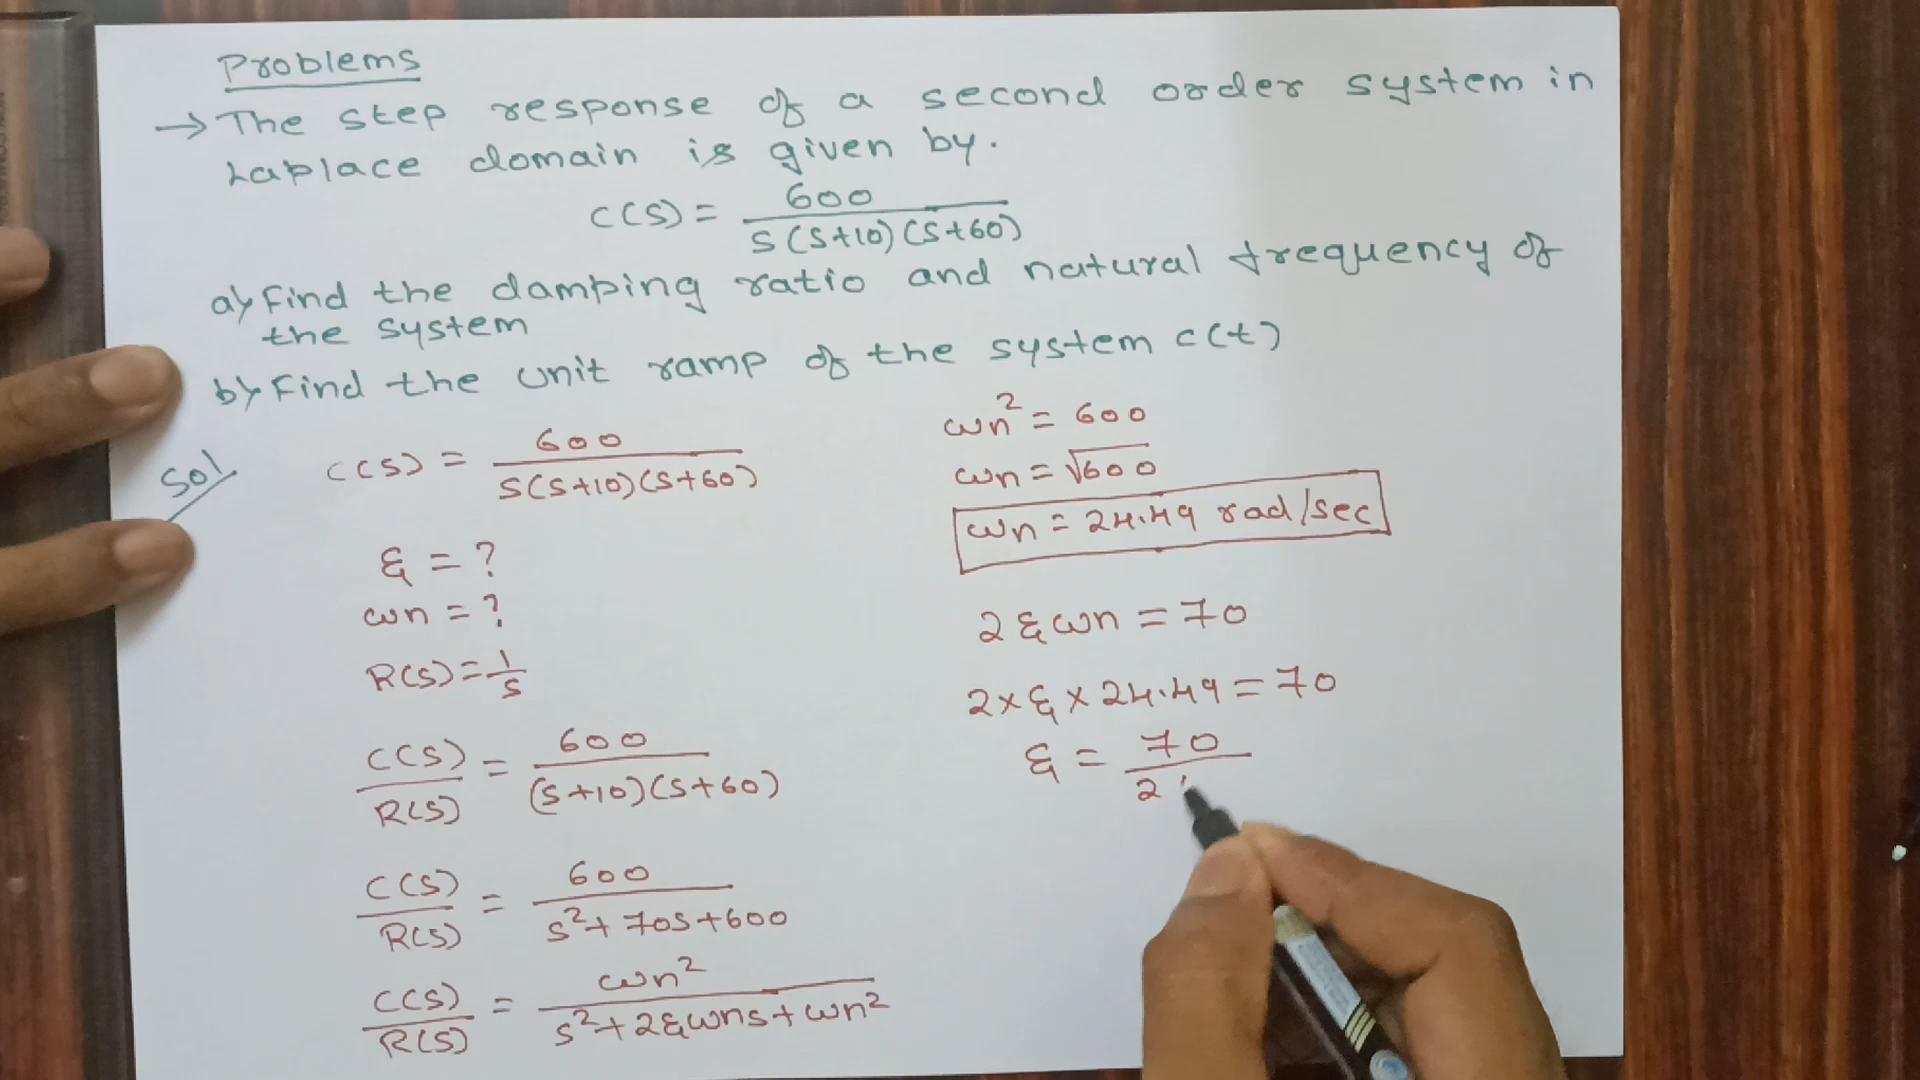 Problems
→ The step response of a second order system in
Laplace domain is given by.
C(S) = 600 / S(S+10)(S+60)
a) Find the damping ratio and natural frequency of
the system
b) Find the unit ramp of the system c(t)
Sol
C(S) = 600 / S(S+10)(S+60)
ξ = ?
ωn = ?
R(S) = 1/S
C(S)/R(S) = 600 / (S+10)(S+60)
C(S)/R(S) = 600 / S²+70S+600
C(S)/R(S) = ωn² / S²+2ξωnS+ωn²
ωn² = 600
ωn = √600
ωn = 24.49 rad/sec
2ξωn = 70
2×ξ×24.49 = 70
ξ = 70 / 2